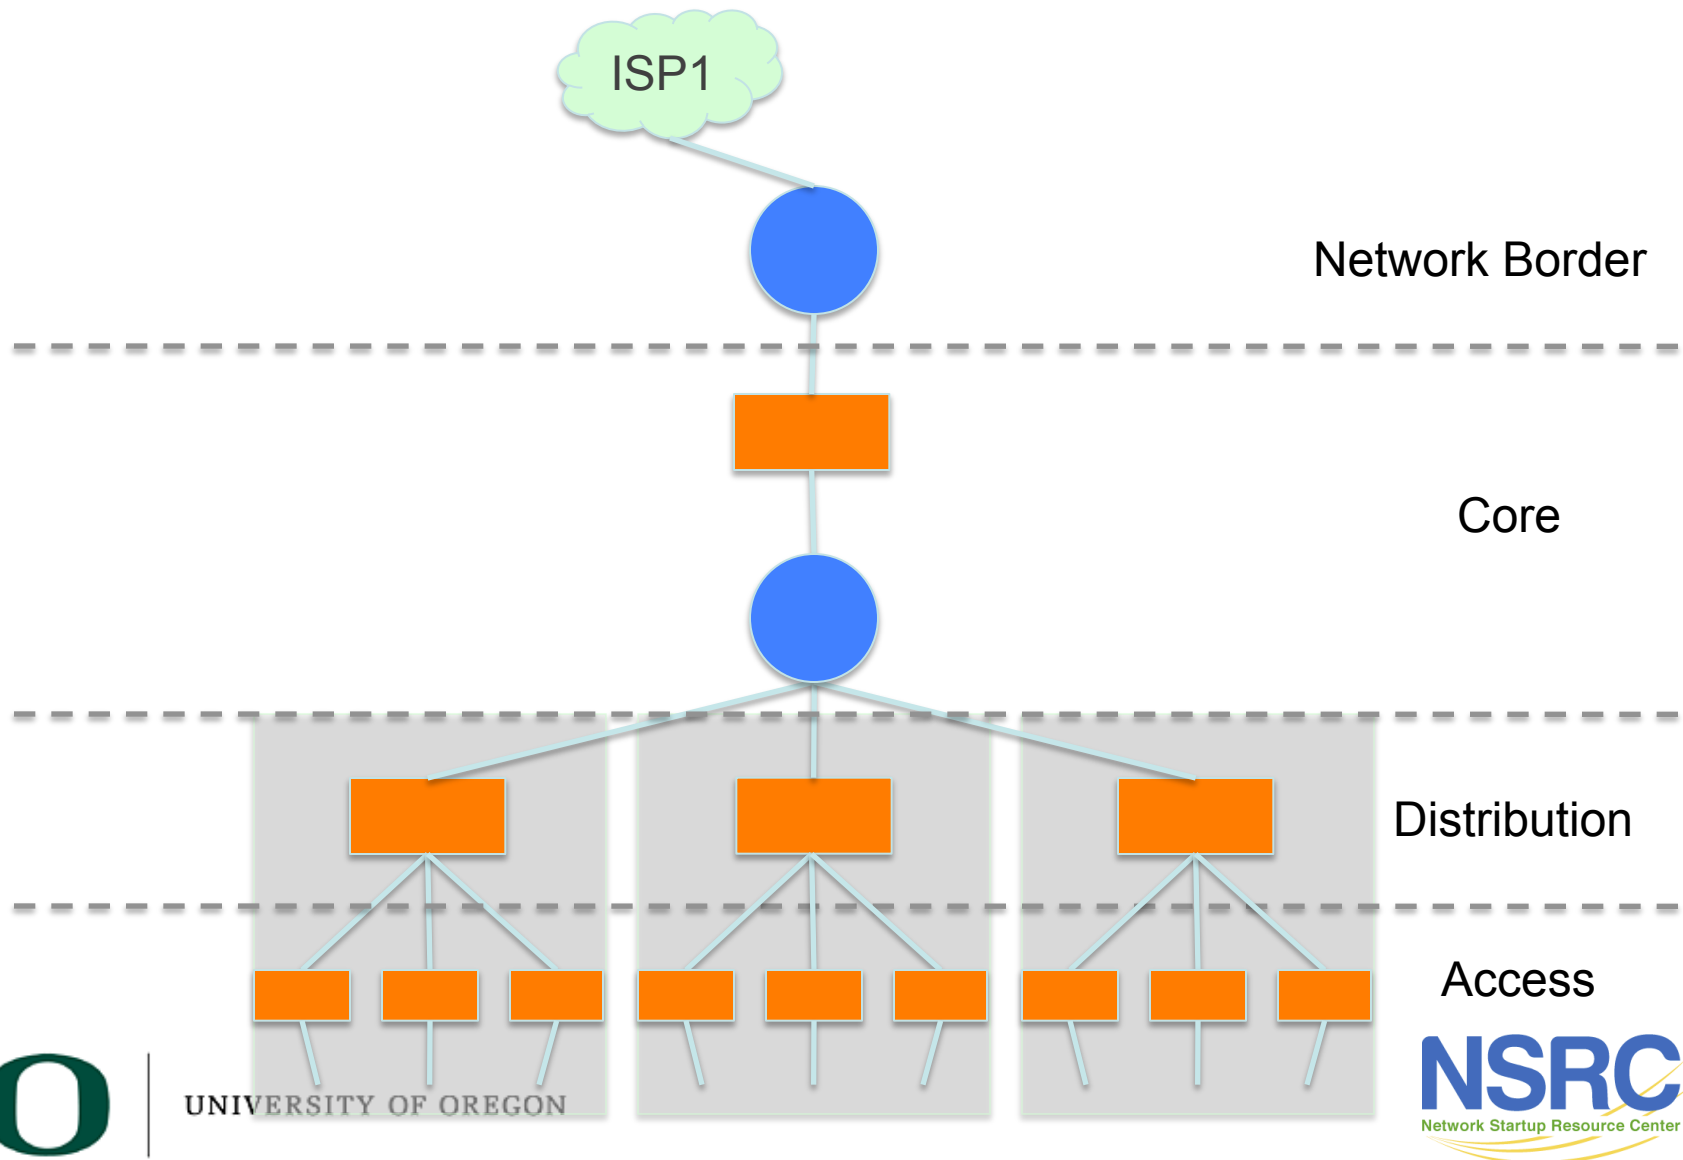 ISP1
Network Border
Core
Distribution
Access
O
UNIVERSITY OF OREGON
NSRC
Network Startup Resource Center